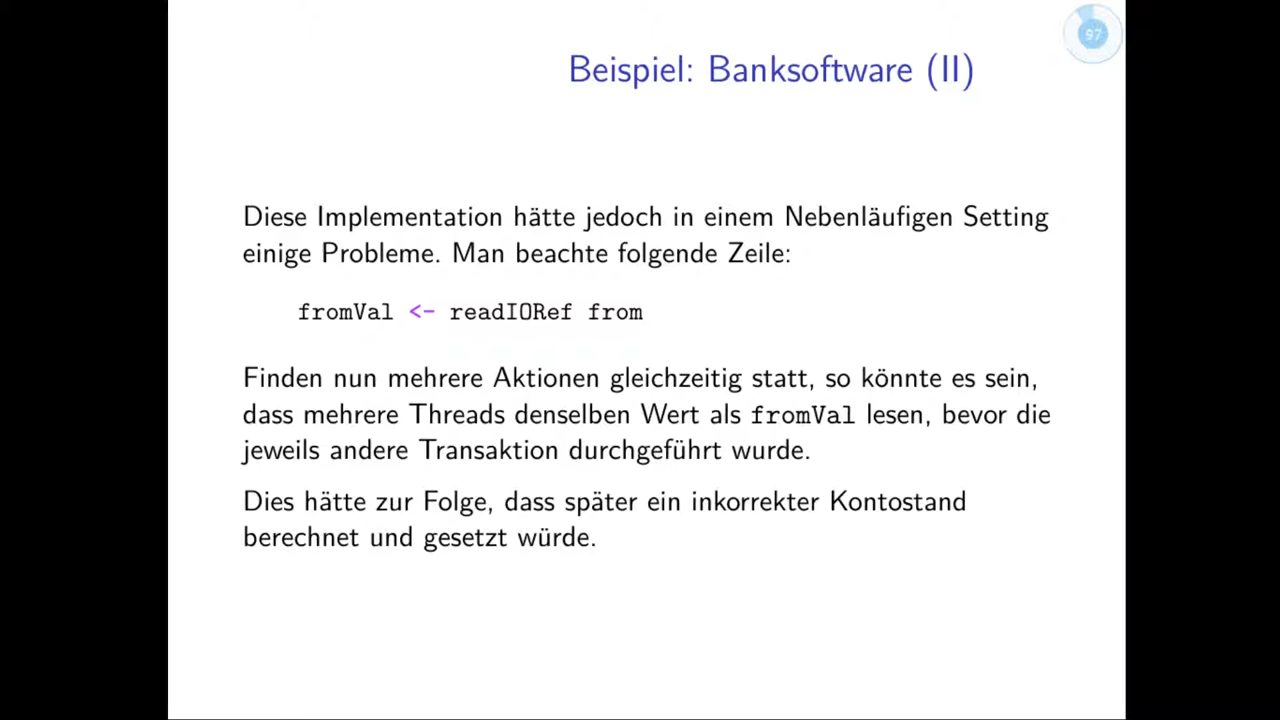 97
Beispiel: Banksoftware (II)
Diese Implementation hätte jedoch in einem Nebenläufigen Setting
einige Probleme. Man beachte folgende Zeile:
fromVal <- readIORef from
Finden nun mehrere Aktionen gleichzeitig statt, so könnte es sein,
dass mehrere Threads denselben Wert als fromVal lesen, bevor die
jeweils andere Transaktion durchgeführt wurde.
Dies hätte zur Folge, dass später ein inkorrekter Kontostand
berechnet und gesetzt würde.